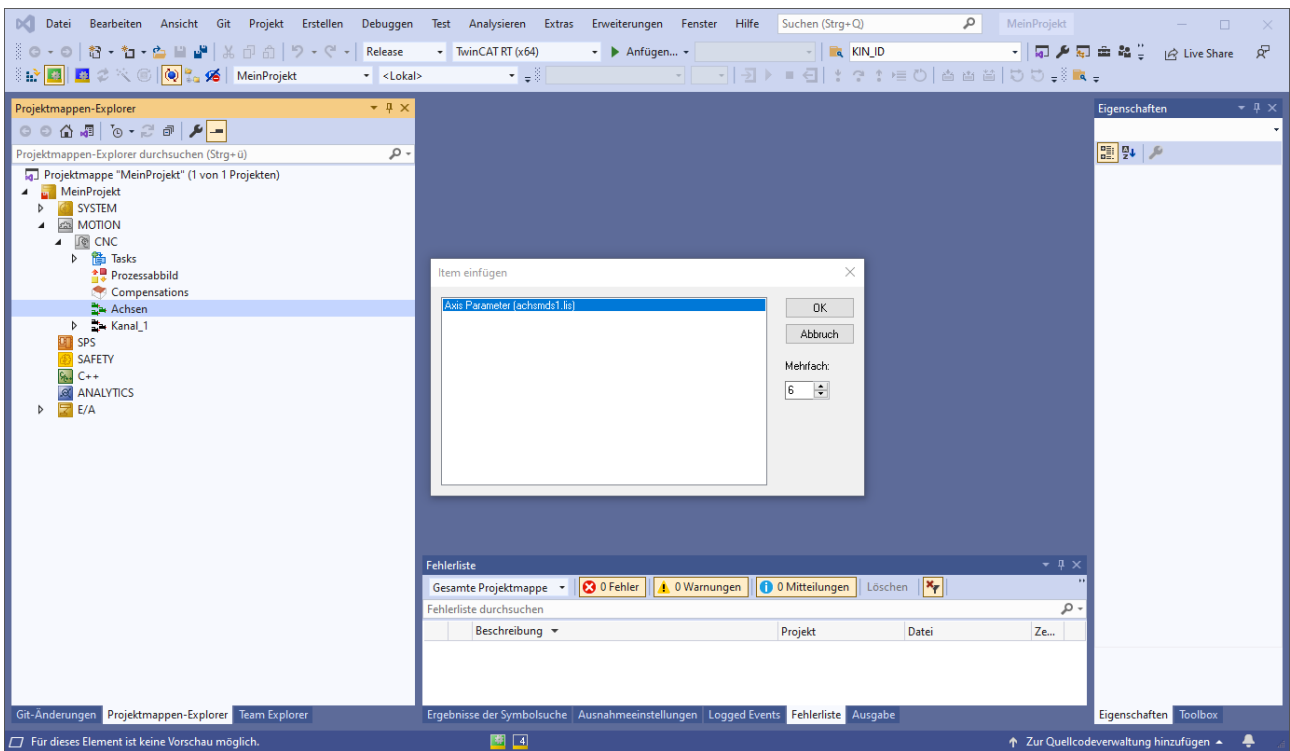 Datei Bearbeiten Ansicht Git Projekt Erstellen Debuggen Test Analysieren Extras Erweiterungen Fenster Hilfe Suchen (Strg+Q) MeinProjekt
Release TwinCAT RT (x64) Anfügen... KIN_ID Live Share
MeinProjekt <Lokal>
Projektmappen-Explorer
Projektmappen-Explorer durchsuchen (Strg+ü)
Projektmappe "MeinProjekt" (1 von 1 Projekten)
MeinProjekt
SYSTEM
MOTION
CNC
Tasks
Prozessabbild
Compensations
Achsen
Kanal_1
SPS
SAFETY
C++
ANALYTICS
E/A
Git-Änderungen Projektmappen-Explorer Team Explorer
Item einfügen
Axis Parameter (achsmds1.lis)
OK
Abbruch
Mehrfach:
6
Fehlerliste
Gesamte Projektmappe 0 Fehler 0 Warnungen 0 Mitteilungen Löschen
Fehlerliste durchsuchen
Beschreibung Projekt Datei Ze...
Ergebnisse der Symbolsuche Ausnahmeeinstellungen Logged Events Fehlerliste Ausgabe
Eigenschaften
Eigenschaften Toolbox
Für dieses Element ist keine Vorschau möglich. 4 Zur Quellcodeverwaltung hinzufügen